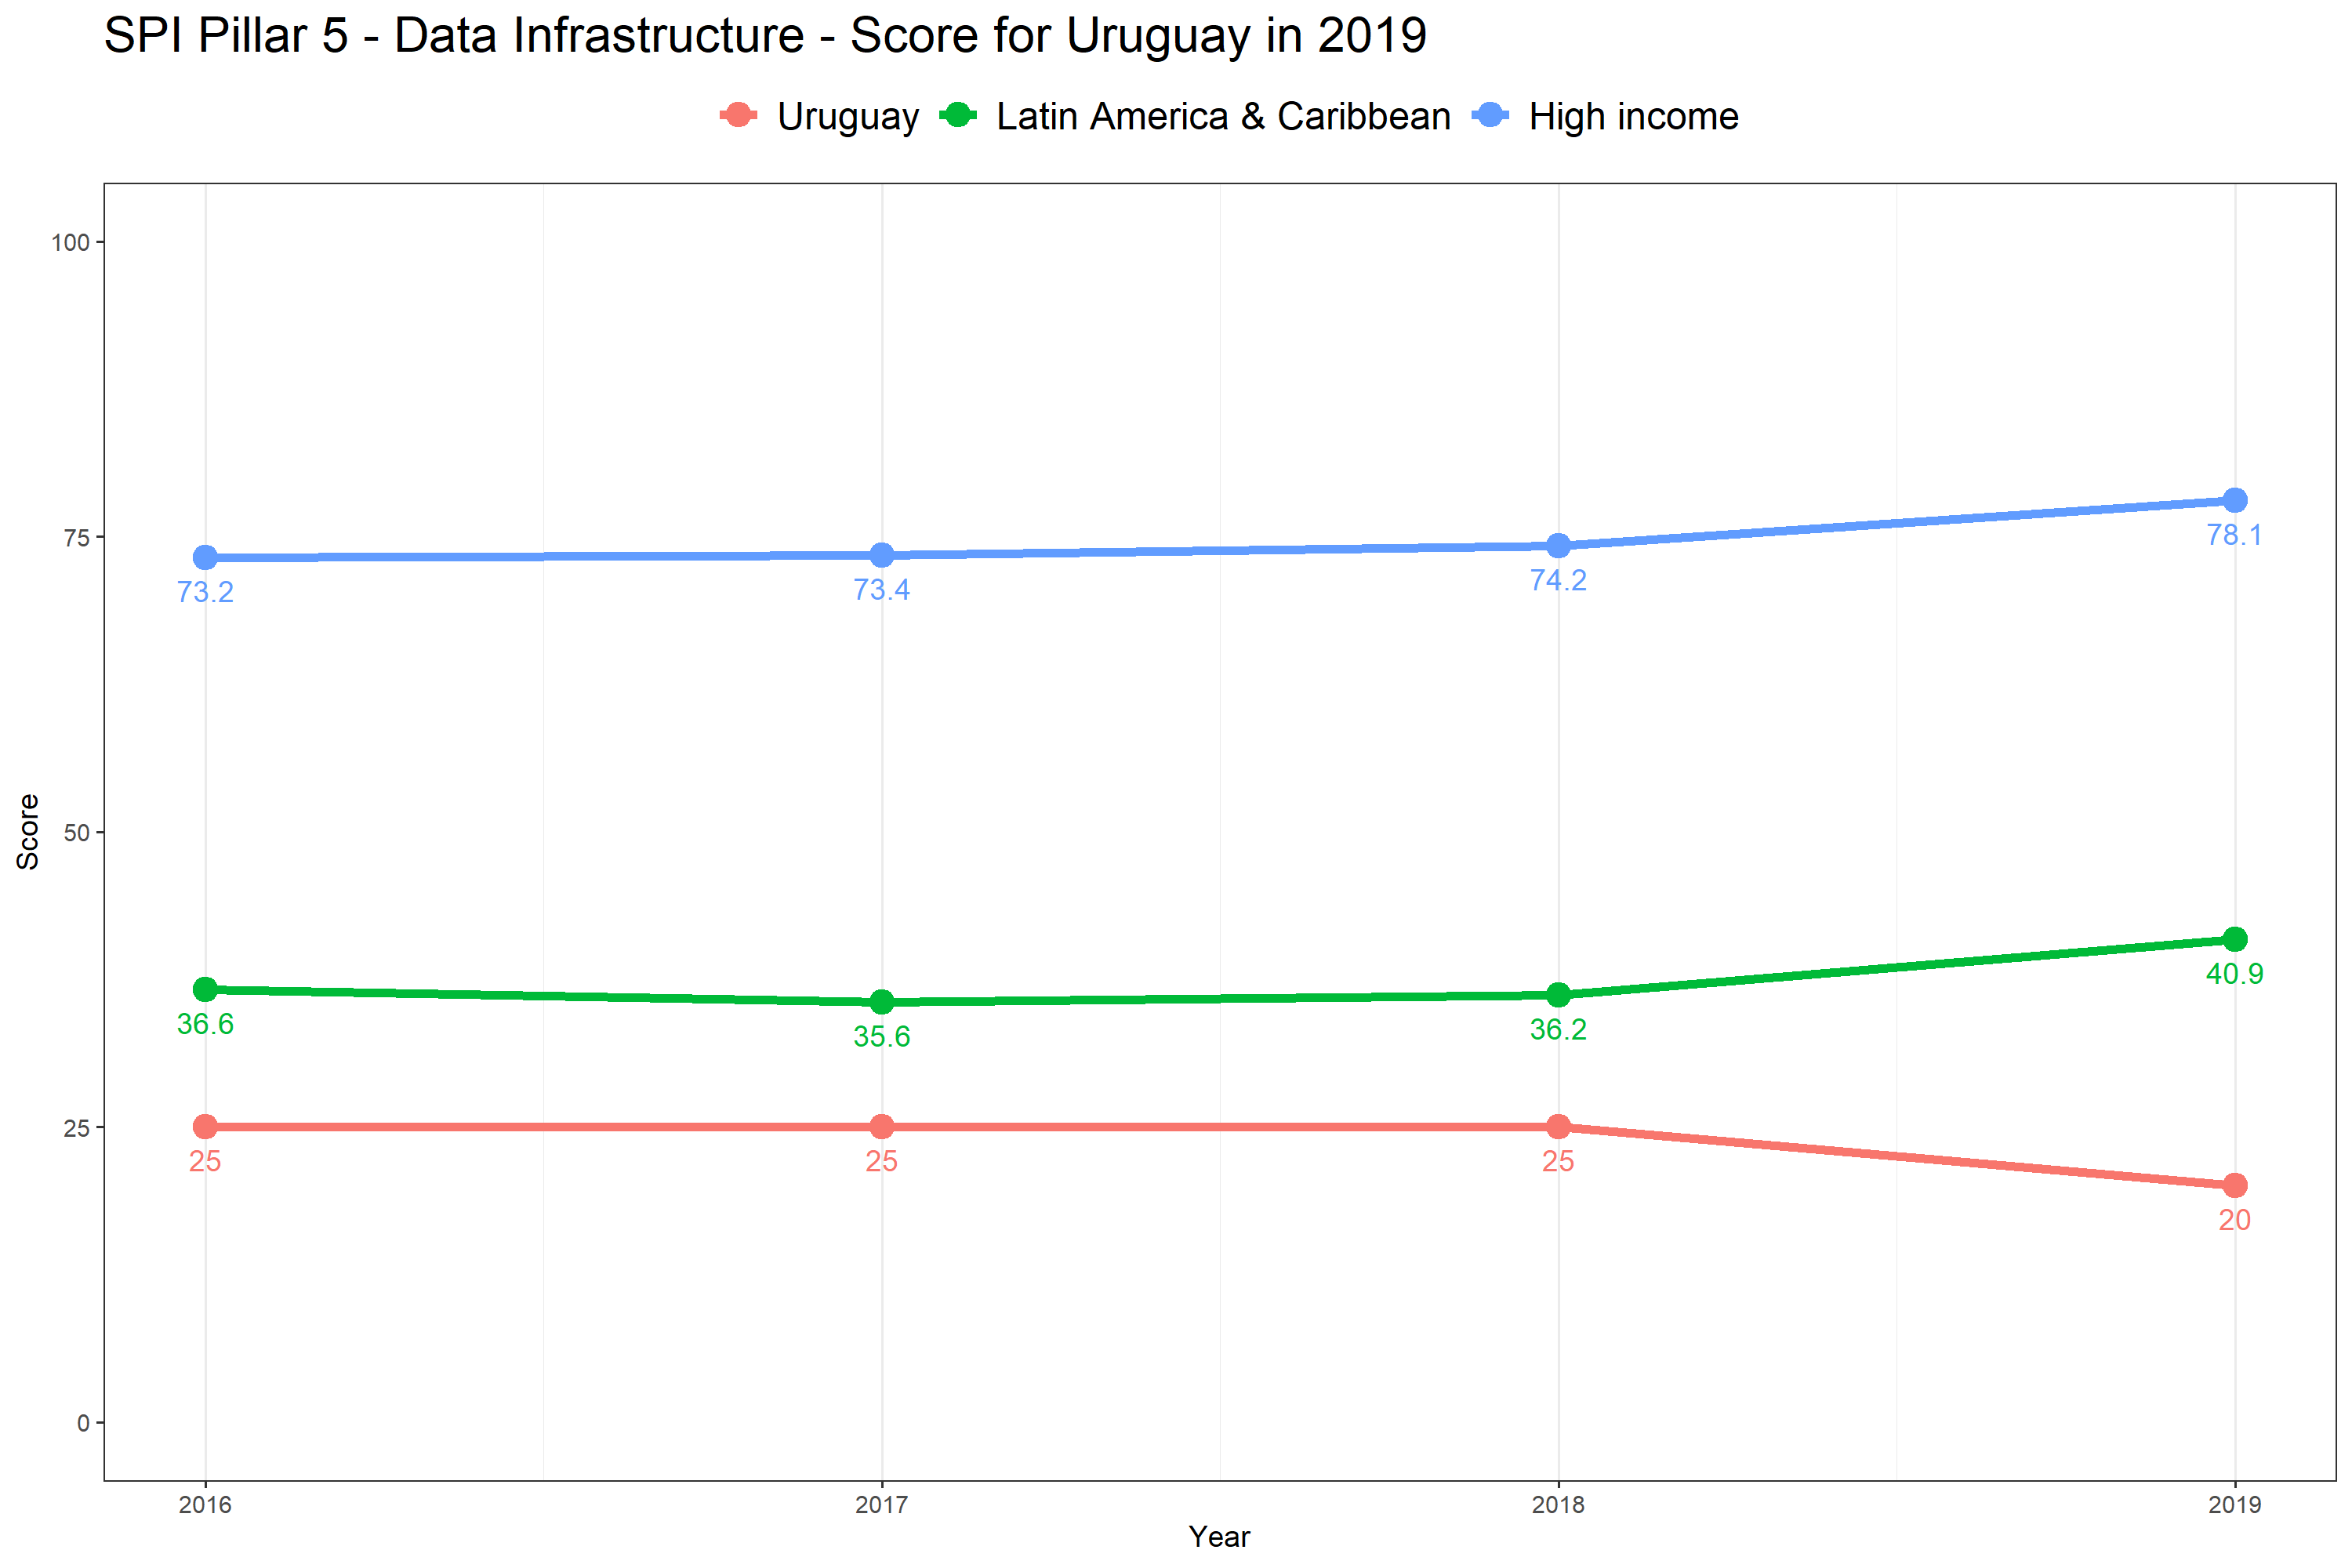 SPI Pillar 5 - Data Infrastructure - Score for Uruguay in 2019
Uruguay Latin America & Caribbean High income
100
75
50
25
0
Score
73.2 73.4 74.2 78.1
36.6 35.6 36.2 40.9
25 25 25 20
2016 2017 2018 2019
Year